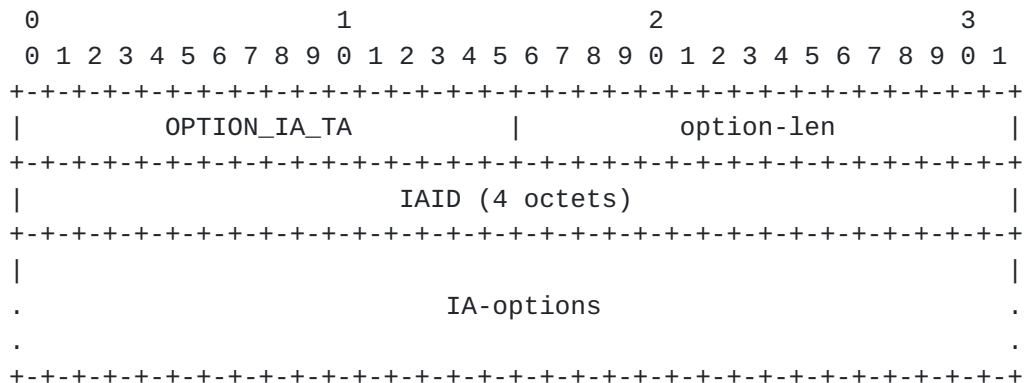 0                   1                   2                   3
 0 1 2 3 4 5 6 7 8 9 0 1 2 3 4 5 6 7 8 9 0 1 2 3 4 5 6 7 8 9 0 1
+-+-+-+-+-+-+-+-+-+-+-+-+-+-+-+-+-+-+-+-+-+-+-+-+-+-+-+-+-+-+-+-+
|         OPTION_IA_TA          |          option-len           |
+-+-+-+-+-+-+-+-+-+-+-+-+-+-+-+-+-+-+-+-+-+-+-+-+-+-+-+-+-+-+-+-+
|                        IAID (4 octets)                        |
+-+-+-+-+-+-+-+-+-+-+-+-+-+-+-+-+-+-+-+-+-+-+-+-+-+-+-+-+-+-+-+-+
|                                                               |
.                           IA-options                          .
.                                                               .
+-+-+-+-+-+-+-+-+-+-+-+-+-+-+-+-+-+-+-+-+-+-+-+-+-+-+-+-+-+-+-+-+